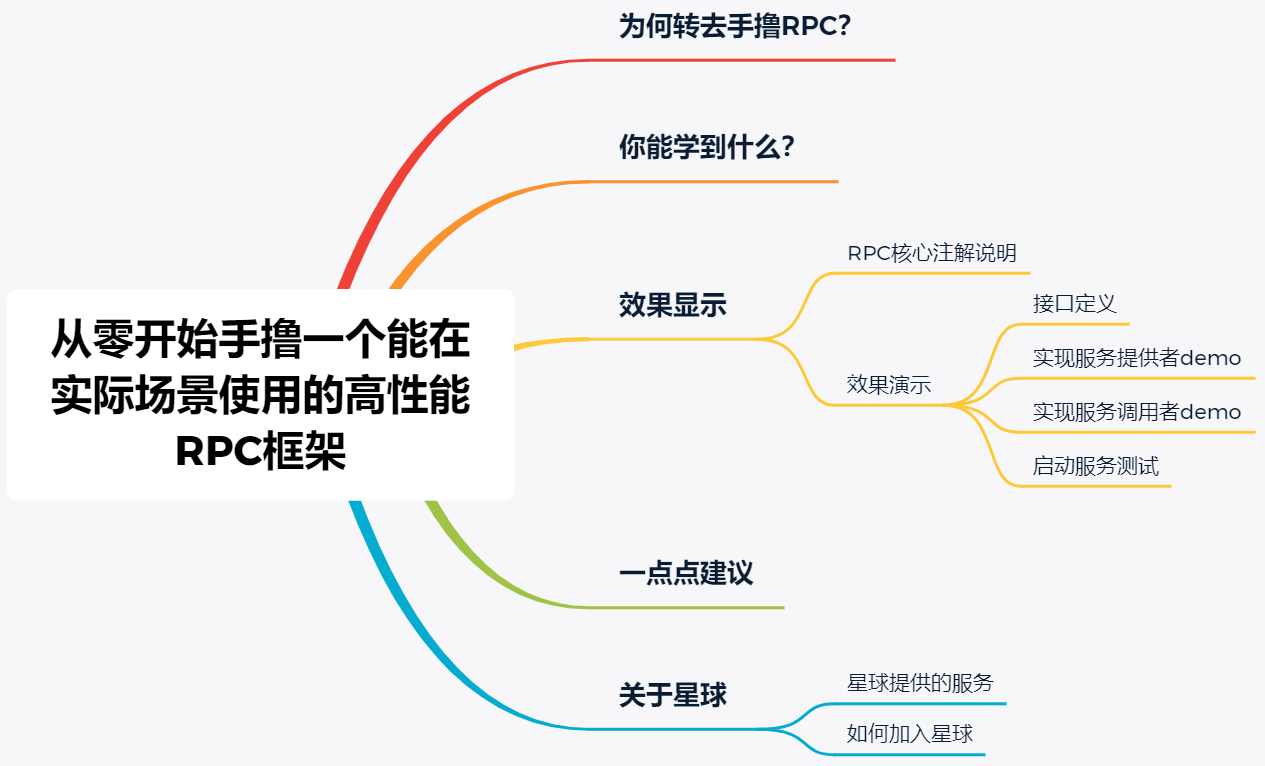 为何转去手撸RPC？
你能学到什么？
效果显示
RPC核心注解说明
效果演示
接口定义
实现服务提供者demo
实现服务调用者demo
启动服务测试
从零开始手撸一个能在
实际场景使用的高性能
RPC框架
一点点建议
关于星球
星球提供的服务
如何加入星球